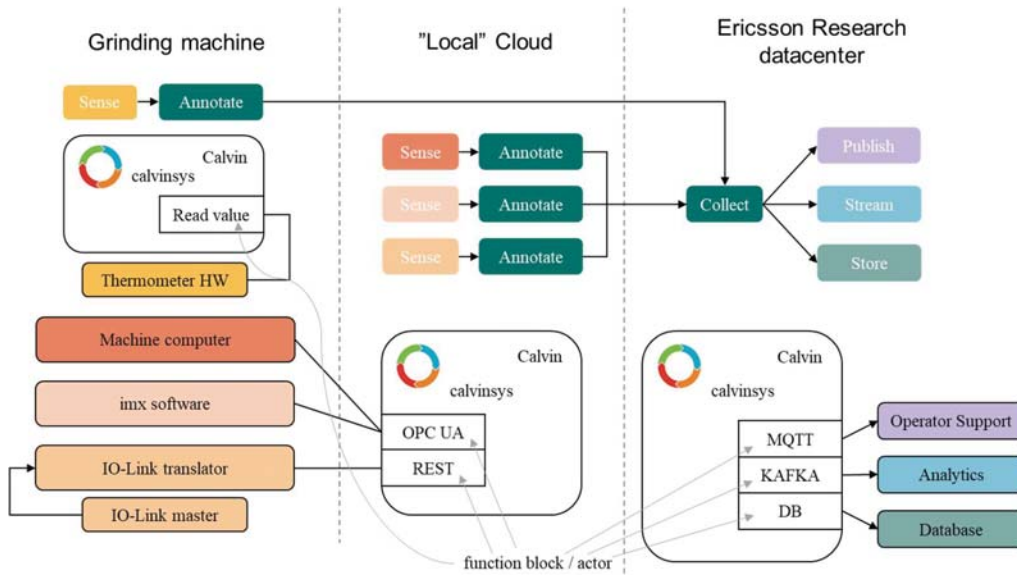 Grinding machine
"Local" Cloud
Ericsson Research
datacenter
Sense
Annotate
Calvin
calvinsys
Read value
Thermometer HW
Machine computer
imx software
IO-Link translator
IO-Link master
Sense
Annotate
Sense
Annotate
Sense
Annotate
Calvin
calvinsys
OPC UA
REST
Collect
Publish
Stream
Store
Calvin
calvinsys
MQTT
KAFKA
DB
Operator Support
Analytics
Database
function block / actor